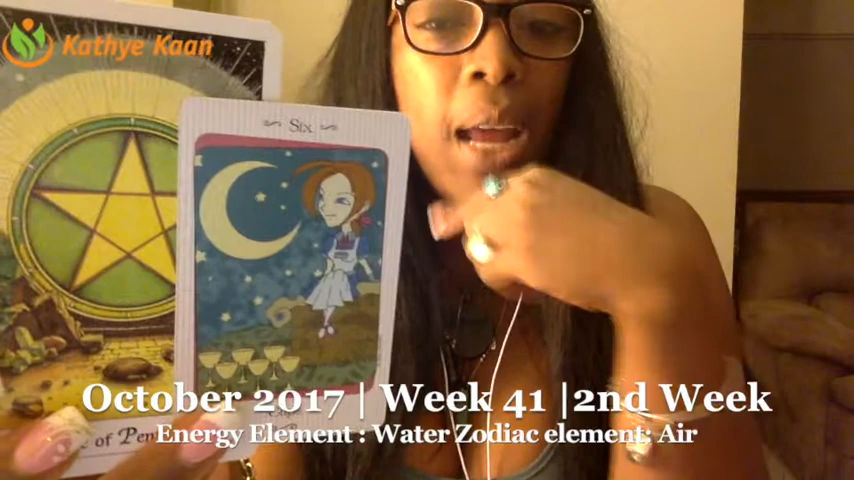 Kathye Kaan
Six
October 2017 | Week 41 |2nd Week
Energy Element : Water Zodiac element: Air
of Pen